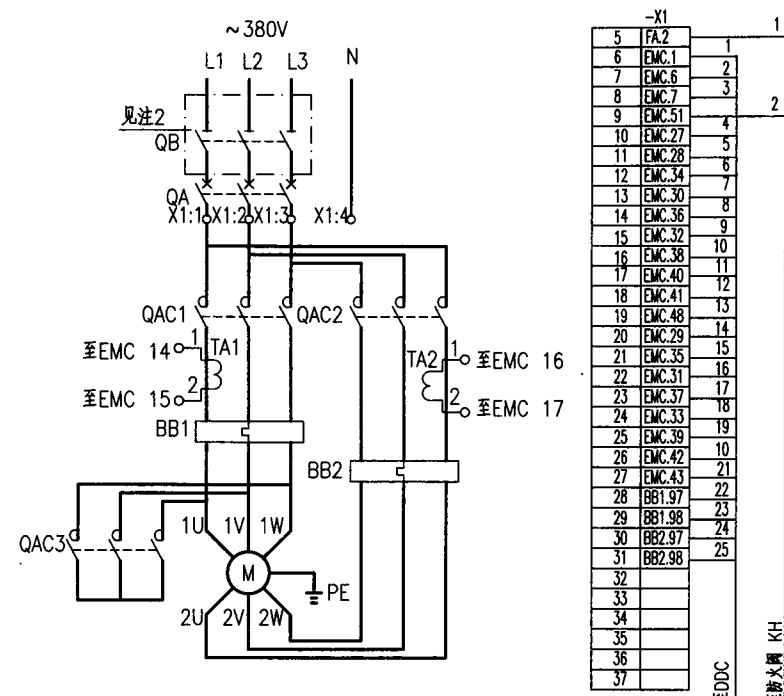 ~380V
L1 L2 L3 N
见注2
QB
QA
X1:1 X1:2 X1:3 X1:4
QAC1 QAC2
至EMC 14 1 TA1
至EMC 15 2
TA2 1 至EMC 16
2 至EMC 17
BB1
BB2
QAC3
1U 1V 1W
M
PE
2U 2V 2W
-X1
5 FA.2 1
6 EMC.1 1
7 EMC.6 2
8 EMC.7 3
9 EMC.51 2
10 EMC.27 4
11 EMC.28 5
12 EMC.34 6
13 EMC.30 7
14 EMC.36 8
15 EMC.32 9
16 EMC.38 10
17 EMC.40 11
18 EMC.41 12
19 EMC.48 13
20 EMC.29 14
21 EMC.35 15
22 EMC.31 16
23 EMC.37 17
24 EMC.33 18
25 EMC.39 19
26 EMC.42 10
27 EMC.43 21
28 BB1.97 22
29 BB1.98 23
30 BB2.97 24
31 BB2.98 25
32
33
34
35
36
37
至DDC
防火阀 KH